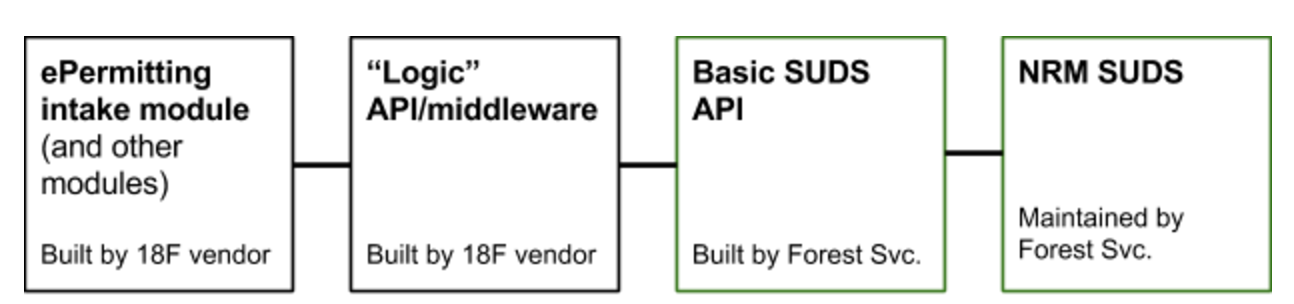 ePermitting
intake module
(and other
modules)
Built by 18F vendor
“Logic”
API/middleware
Built by 18F vendor
Basic SUDS
API
Built by Forest Svc.
NRM SUDS
Maintained by
Forest Svc.